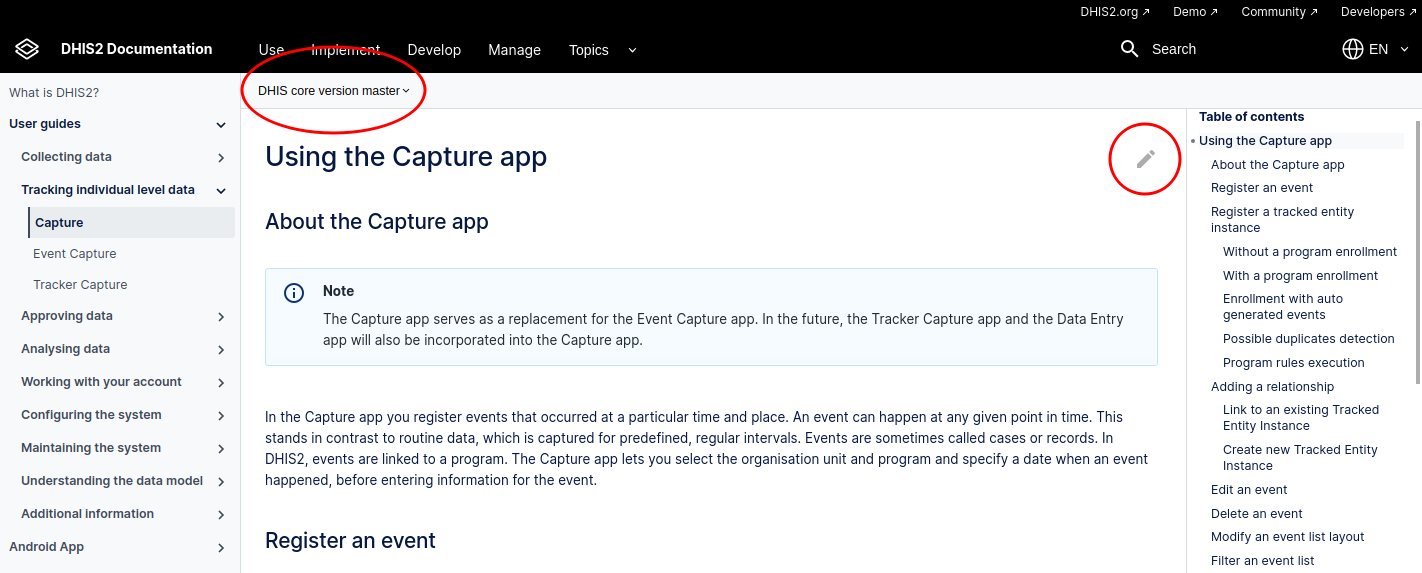 DHIS2.org ↗ Demo ↗ Community ↗ Developers ↗
DHIS2 Documentation Use Implement Develop Manage Topics Search EN
What is DHIS2?
User guides
Collecting data
Tracking individual level data
Capture
Event Capture
Tracker Capture
Approving data
Analysing data
Working with your account
Configuring the system
Maintaining the system
Understanding the data model
Additional information
Android App
DHIS core version master
Using the Capture app
About the Capture app
Note
The Capture app serves as a replacement for the Event Capture app. In the future, the Tracker Capture app and the Data Entry
app will also be incorporated into the Capture app.
In the Capture app you register events that occurred at a particular time and place. An event can happen at any given point in time. This
stands in contrast to routine data, which is captured for predefined, regular intervals. Events are sometimes called cases or records. In
DHIS2, events are linked to a program. The Capture app lets you select the organisation unit and program and specify a date when an event
happened, before entering information for the event.
Register an event
Table of contents
Using the Capture app
About the Capture app
Register an event
Register a tracked entity
instance
Without a program enrollment
With a program enrollment
Enrollment with auto
generated events
Possible duplicates detection
Program rules execution
Adding a relationship
Link to an existing Tracked
Entity Instance
Create new Tracked Entity
Instance
Edit an event
Delete an event
Modify an event list layout
Filter an event list